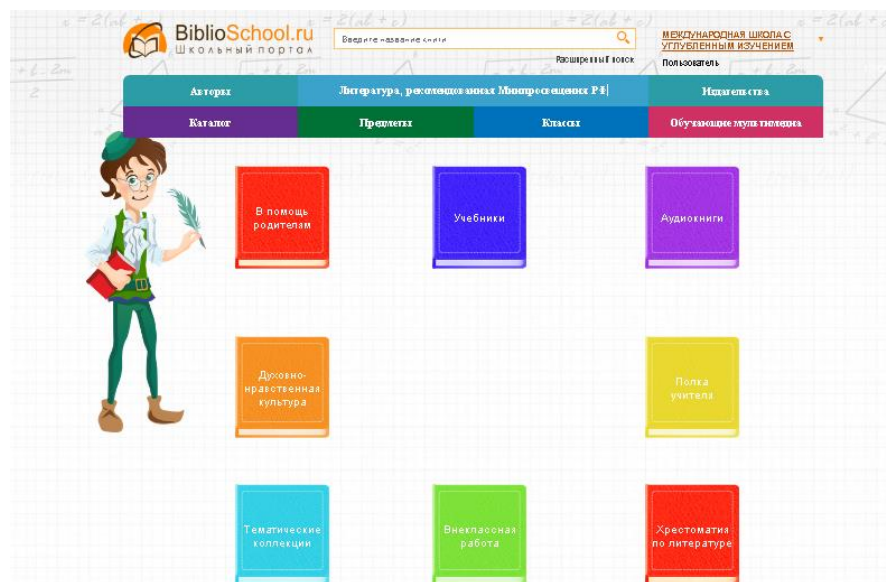 BiblioSchool.ru
Школьный портал
Введите название книги
Расширенный поиск
МЕЖДУНАРОДНАЯ ШКОЛА С
УГЛУБЛЕННЫМ ИЗУЧЕНИЕМ
Пользователь
Авторы
Литература, рекомендованная Минпросвещения РФ
Издательства
Каталог
Предметы
Классы
Обучающие мультимедиа
В помощь
родителям
Учебники
Аудиокниги
Духовно-
нравственная
культура
Полка
учителя
Тематические
коллекции
Внеклассная
работа
Хрестоматия
по литературе